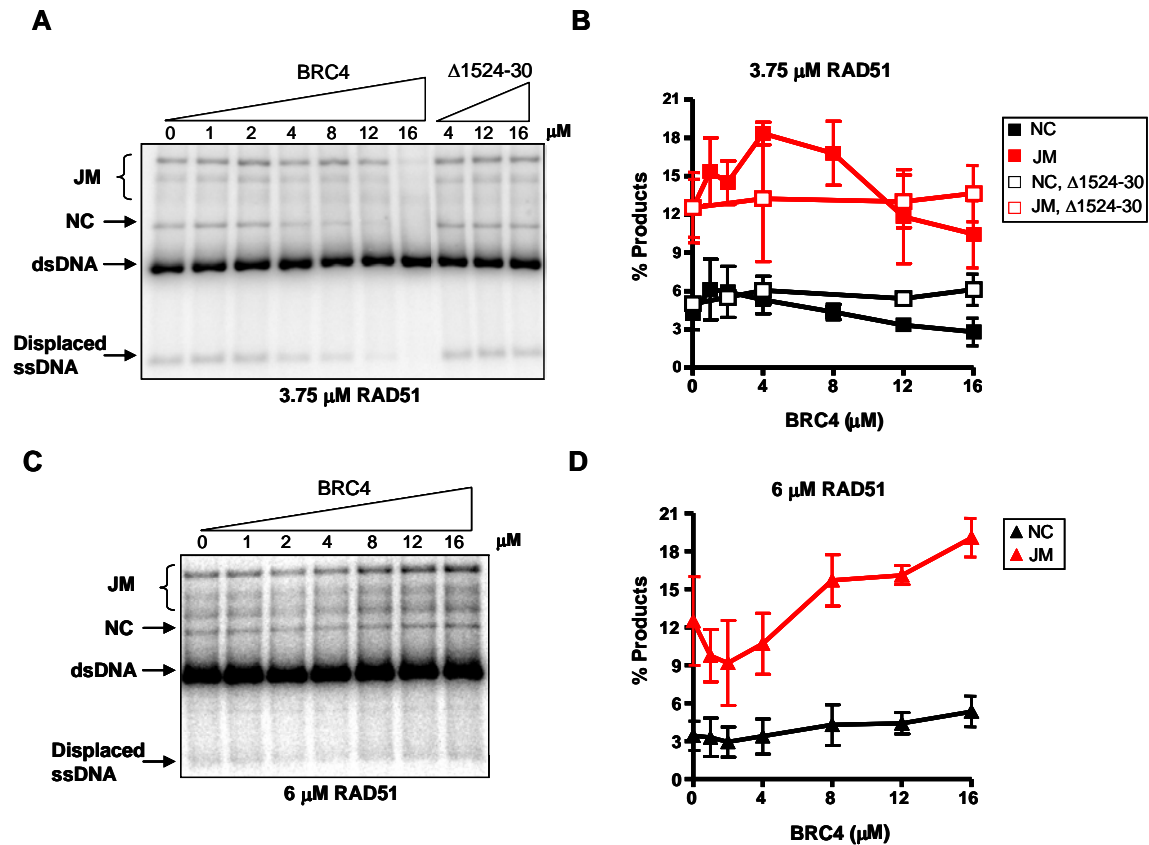 A
BRC4
Δ1524-30
0 1 2 4 8 12 16 4 12 16 μM
JM
NC
dsDNA
Displaced
ssDNA
3.75 μM RAD51
B
3.75 μM RAD51
21
18
15
12
9
6
3
0
% Products
0 4 8 12 16
BRC4 (μM)
NC
JM
NC, Δ1524-30
JM, Δ1524-30
C
BRC4
0 1 2 4 8 12 16 μM
JM
NC
dsDNA
Displaced
ssDNA
6 μM RAD51
D
6 μM RAD51
21
18
15
12
9
6
3
0
% Products
0 4 8 12 16
BRC4 (μM)
NC
JM